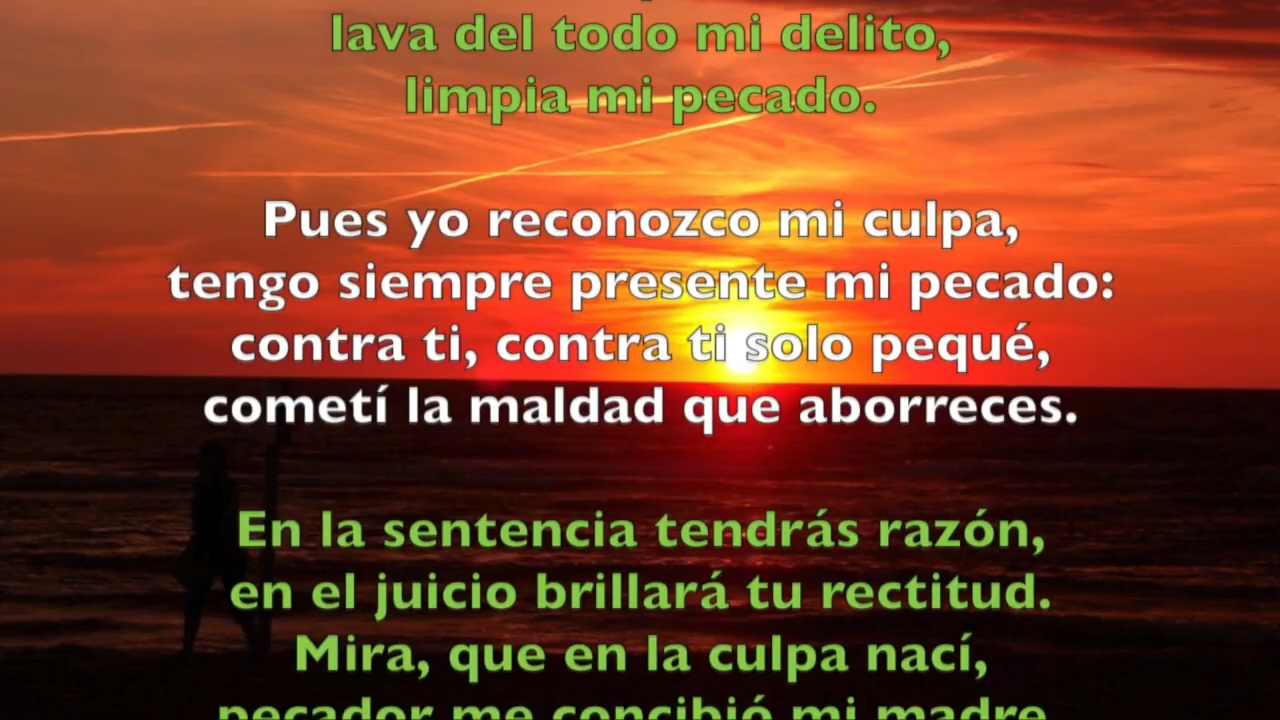 lava del todo mi delito,
limpia mi pecado.
Pues yo reconozco mi culpa,
tengo siempre presente mi pecado:
contra ti, contra ti solo pequé,
cometí la maldad que aborreces.
En la sentencia tendrás razón,
en el juicio brillará tu rectitud.
Mira, que en la culpa nací,
pecador me concibió mi madre